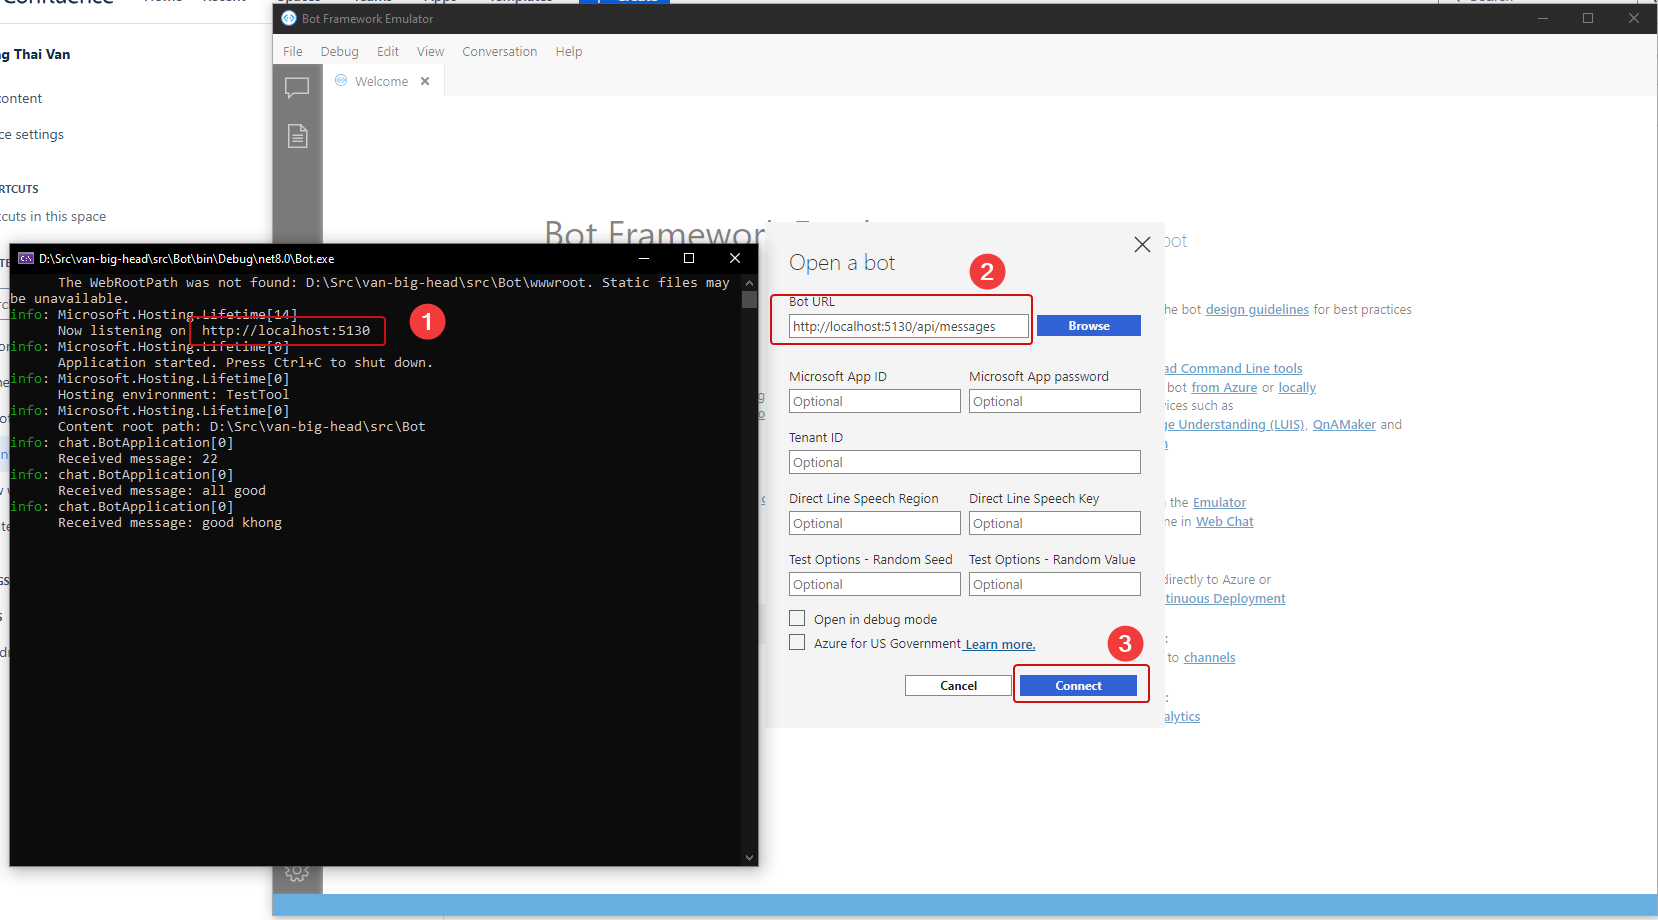 Bot Framework Emulator
File Debug Edit View Conversation Help
Welcome
Thai Van
ce settings
cuts in this space
Bot
D:\Src\van-big-head\src\Bot\bin\Debug\net8.0\Bot.exe
The WebRootPath was not found: D:\Src\van-big-head\src\Bot\wwwroot. Static files may
be unavailable.
info: Microsoft.Hosting.Lifetime[14]
Now listening on http://localhost:5130
1
info: Microsoft.Hosting.Lifetime[0]
Application started. Press Ctrl+C to shut down.
info: Microsoft.Hosting.Lifetime[0]
Hosting environment: TestTool
info: Microsoft.Hosting.Lifetime[0]
Content root path: D:\Src\van-big-head\src\Bot
info: chat.BotApplication[0]
Received message: 22
info: chat.BotApplication[0]
Received message: all good
info: chat.BotApplication[0]
Received message: good khong
Open a bot
2
Bot URL
http://localhost:5130/api/messages
Browse
Microsoft App ID Microsoft App password
Optional Optional
Tenant ID
Optional
Direct Line Speech Region Direct Line Speech Key
Optional Optional
Test Options - Random Seed Test Options - Random Value
Optional Optional
Open in debug mode
Azure for US Government Learn more.
3
Cancel Connect
bot
he bot design guidelines for best practices
ad Command Line tools
bot from Azure or locally
ices such as
ge Understanding (LUIS), QnAMaker and
the Emulator
ne in Web Chat
directly to Azure or
tinuous Deployment
to channels
alytics